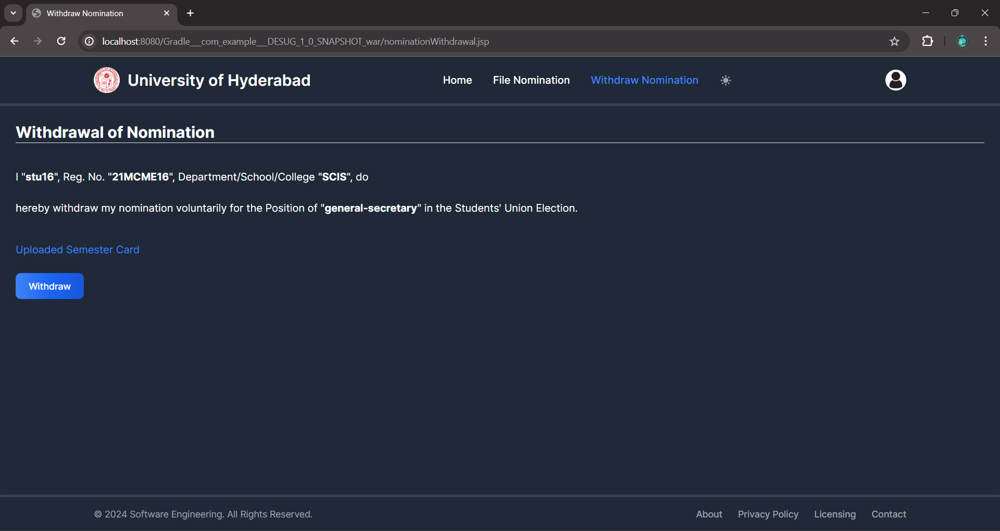 Withdraw Nomination
localhost:8080/Gradle___com_example___DESUG_1_0_SNAPSHOT_war/nominationWithdrawal.jsp
University of Hyderabad
Home
File Nomination
Withdraw Nomination
Withdrawal of Nomination
I "stu16", Reg. No. "21MCME16", Department/School/College "SCIS", do
hereby withdraw my nomination voluntarily for the Position of "general-secretary" in the Students' Union Election.
Uploaded Semester Card
Withdraw
© 2024 Software Engineering. All Rights Reserved.
About
Privacy Policy
Licensing
Contact